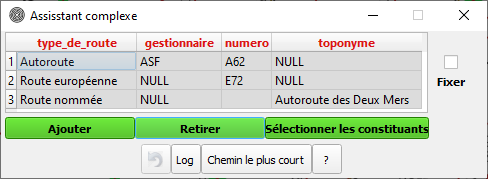 Assisstant complexe
type_de_route gestionnaire numero toponyme
1 Autoroute ASF A62 NULL
2 Route européenne NULL E72 NULL
3 Route nommée NULL Autoroute des Deux Mers
Fixer
Ajouter Retirer Sélectionner les constituants
Log Chemin le plus court ?